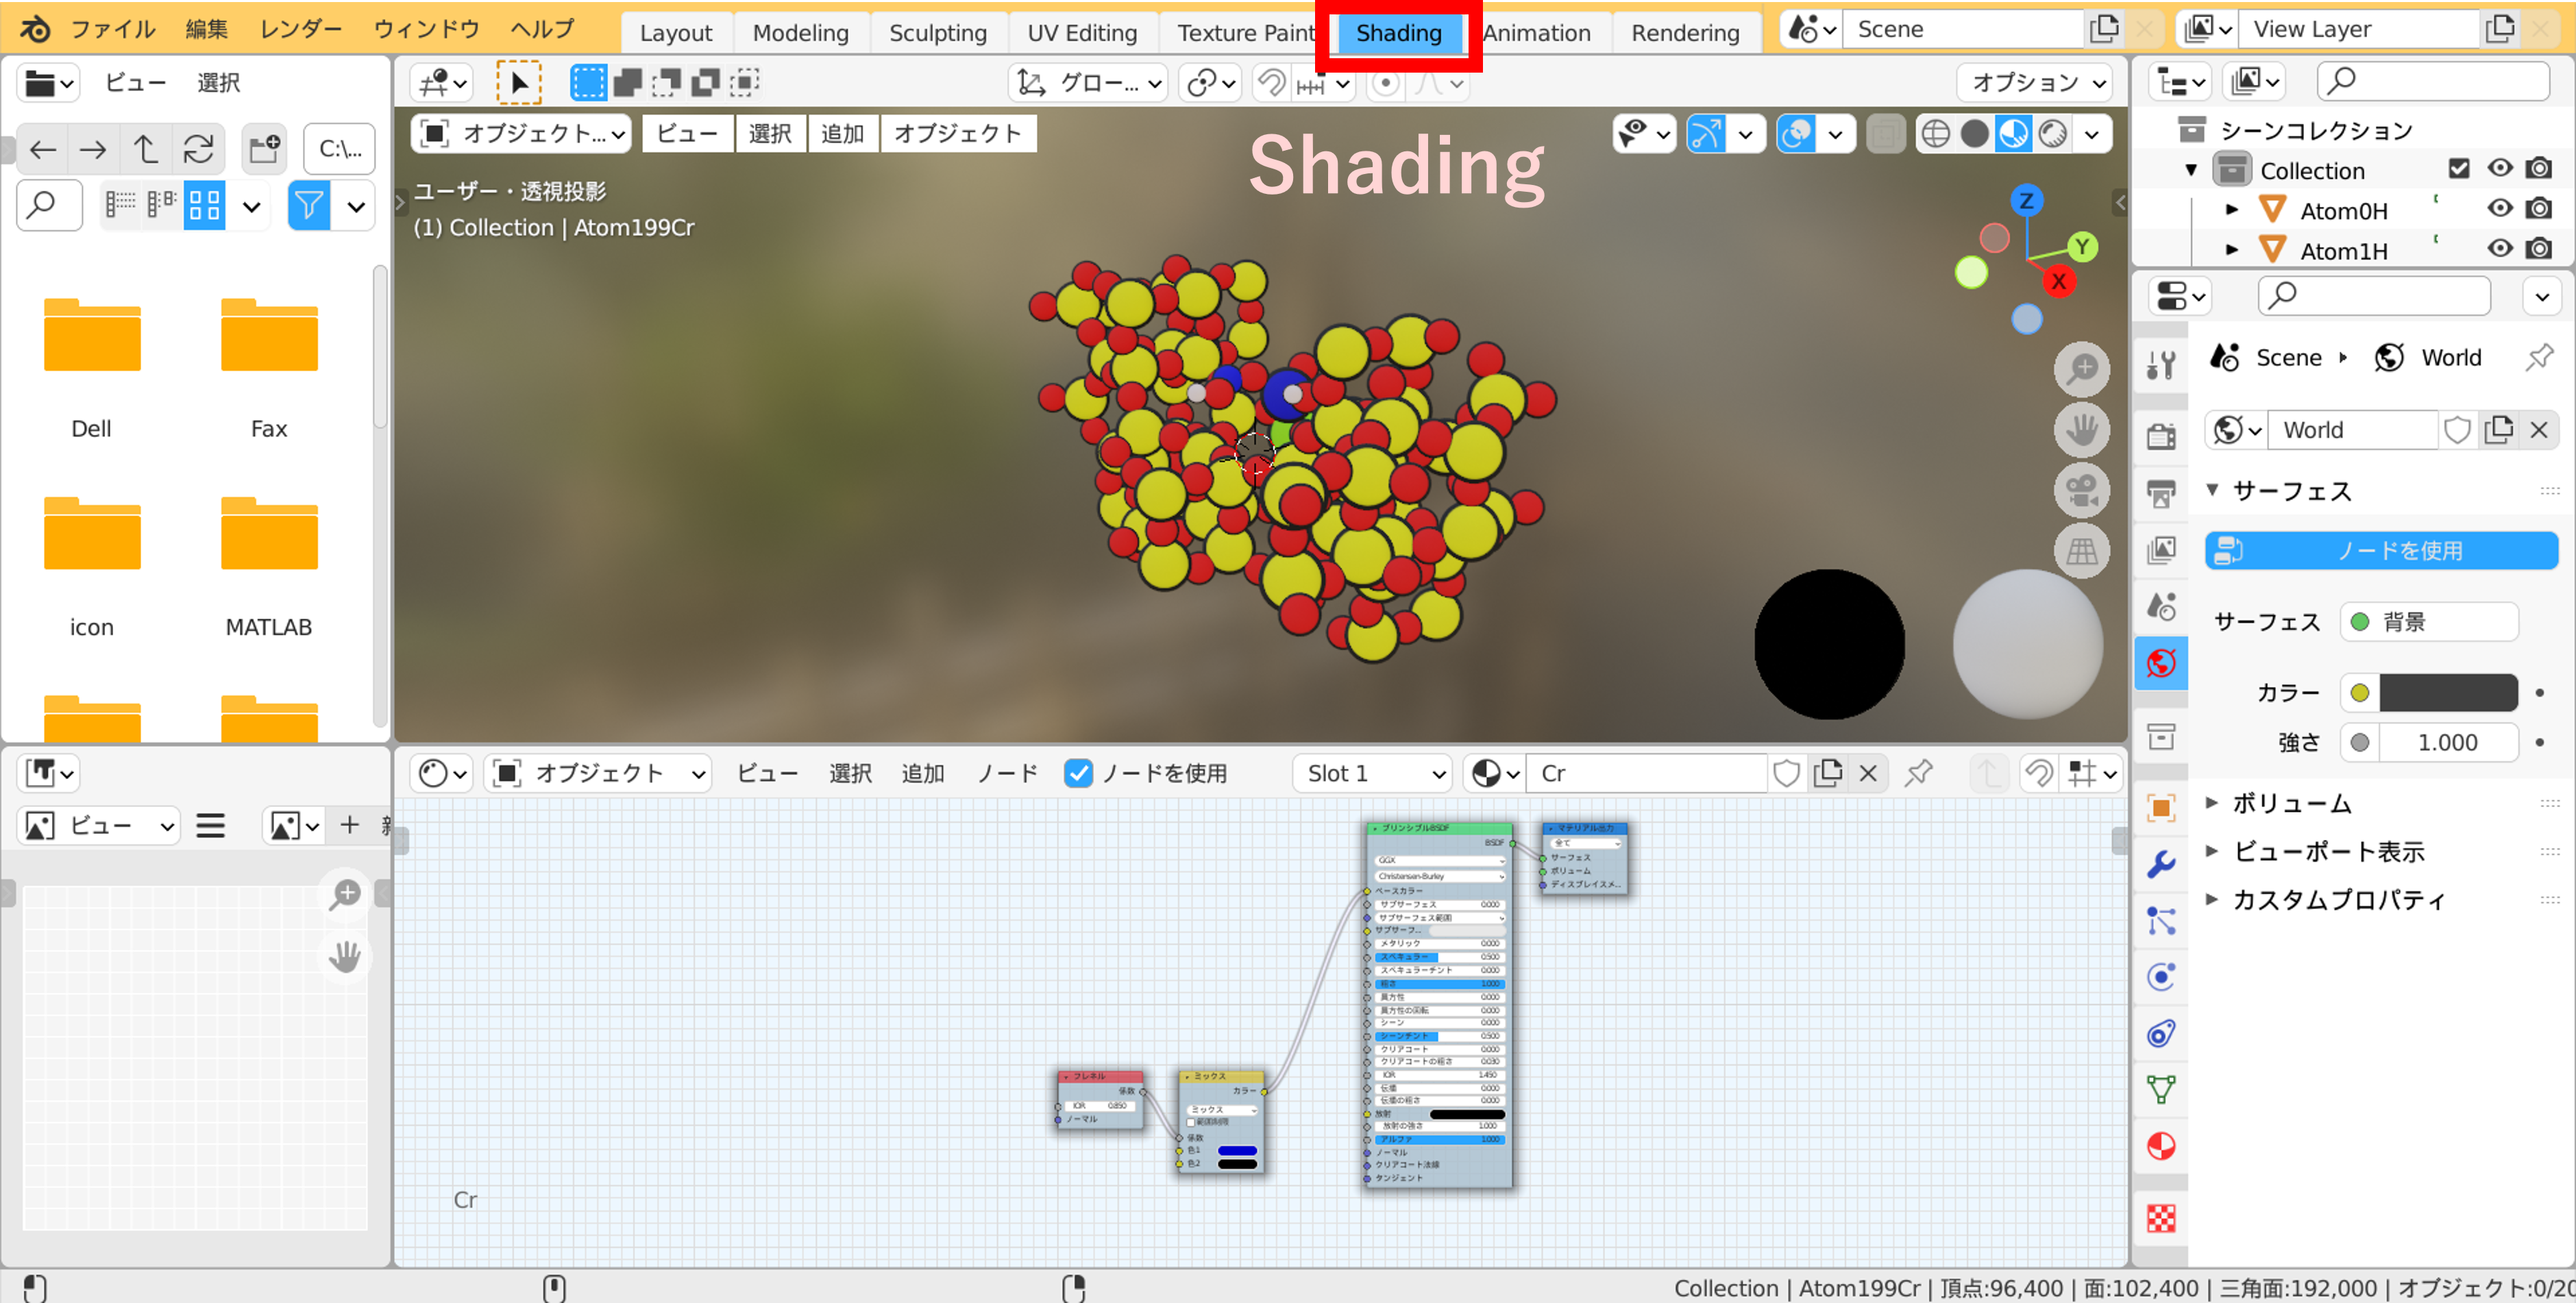 ファイル 編集 レンダー ウィンドウ ヘルプ Layout Modeling Sculpting UV Editing Texture Paint Shading Animation Rendering Scene View Layer
ビュー 選択
グロー... オプション
C:\...
オブジェクト... ビュー 選択 追加 オブジェクト
Shading
ユーザー・透視投影
(1) Collection | Atom199Cr
Z
Y
X
Dell Fax
icon MATLAB
シーンコレクション
Collection
Atom0H
Atom1H
Scene World
World
サーフェス
ノードを使用
サーフェス 背景
カラー
強さ 1.000
ボリューム
ビューポート表示
カスタムプロパティ
ビュー
オブジェクト ビュー 選択 追加 ノード ノードを使用 Slot 1 Cr
プリンシプルBSDF
BSDF
GGX
Christensen-Burley
ベースカラー
サブサーフェス 0.000
サブサーフェス範囲
サブサーフ...
メタリック 0.000
スペキュラー 0.500
スペキュラーチント 0.000
粗さ 1.000
異方性 0.000
異方性の回転 0.000
シーン 0.000
シーンチント 0.500
クリアコート 0.000
クリアコートの粗さ 0.030
IOR 1.450
伝播 0.000
伝播の粗さ 0.000
放射
放射の強さ 1.000
アルファ 1.000
ノーマル
クリアコート法線
タンジェント
マテリアル出力
全て
サーフェス
ボリューム
ディスプレイスメ...
フレネル
係数
IOR 0.850
ノーマル
ミックス
カラー
ミックス
範囲制限
係数
色1
色2
Cr
Collection | Atom199Cr | 頂点:96,400 | 面:102,400 | 三角面:192,000 | オブジェクト:0/20